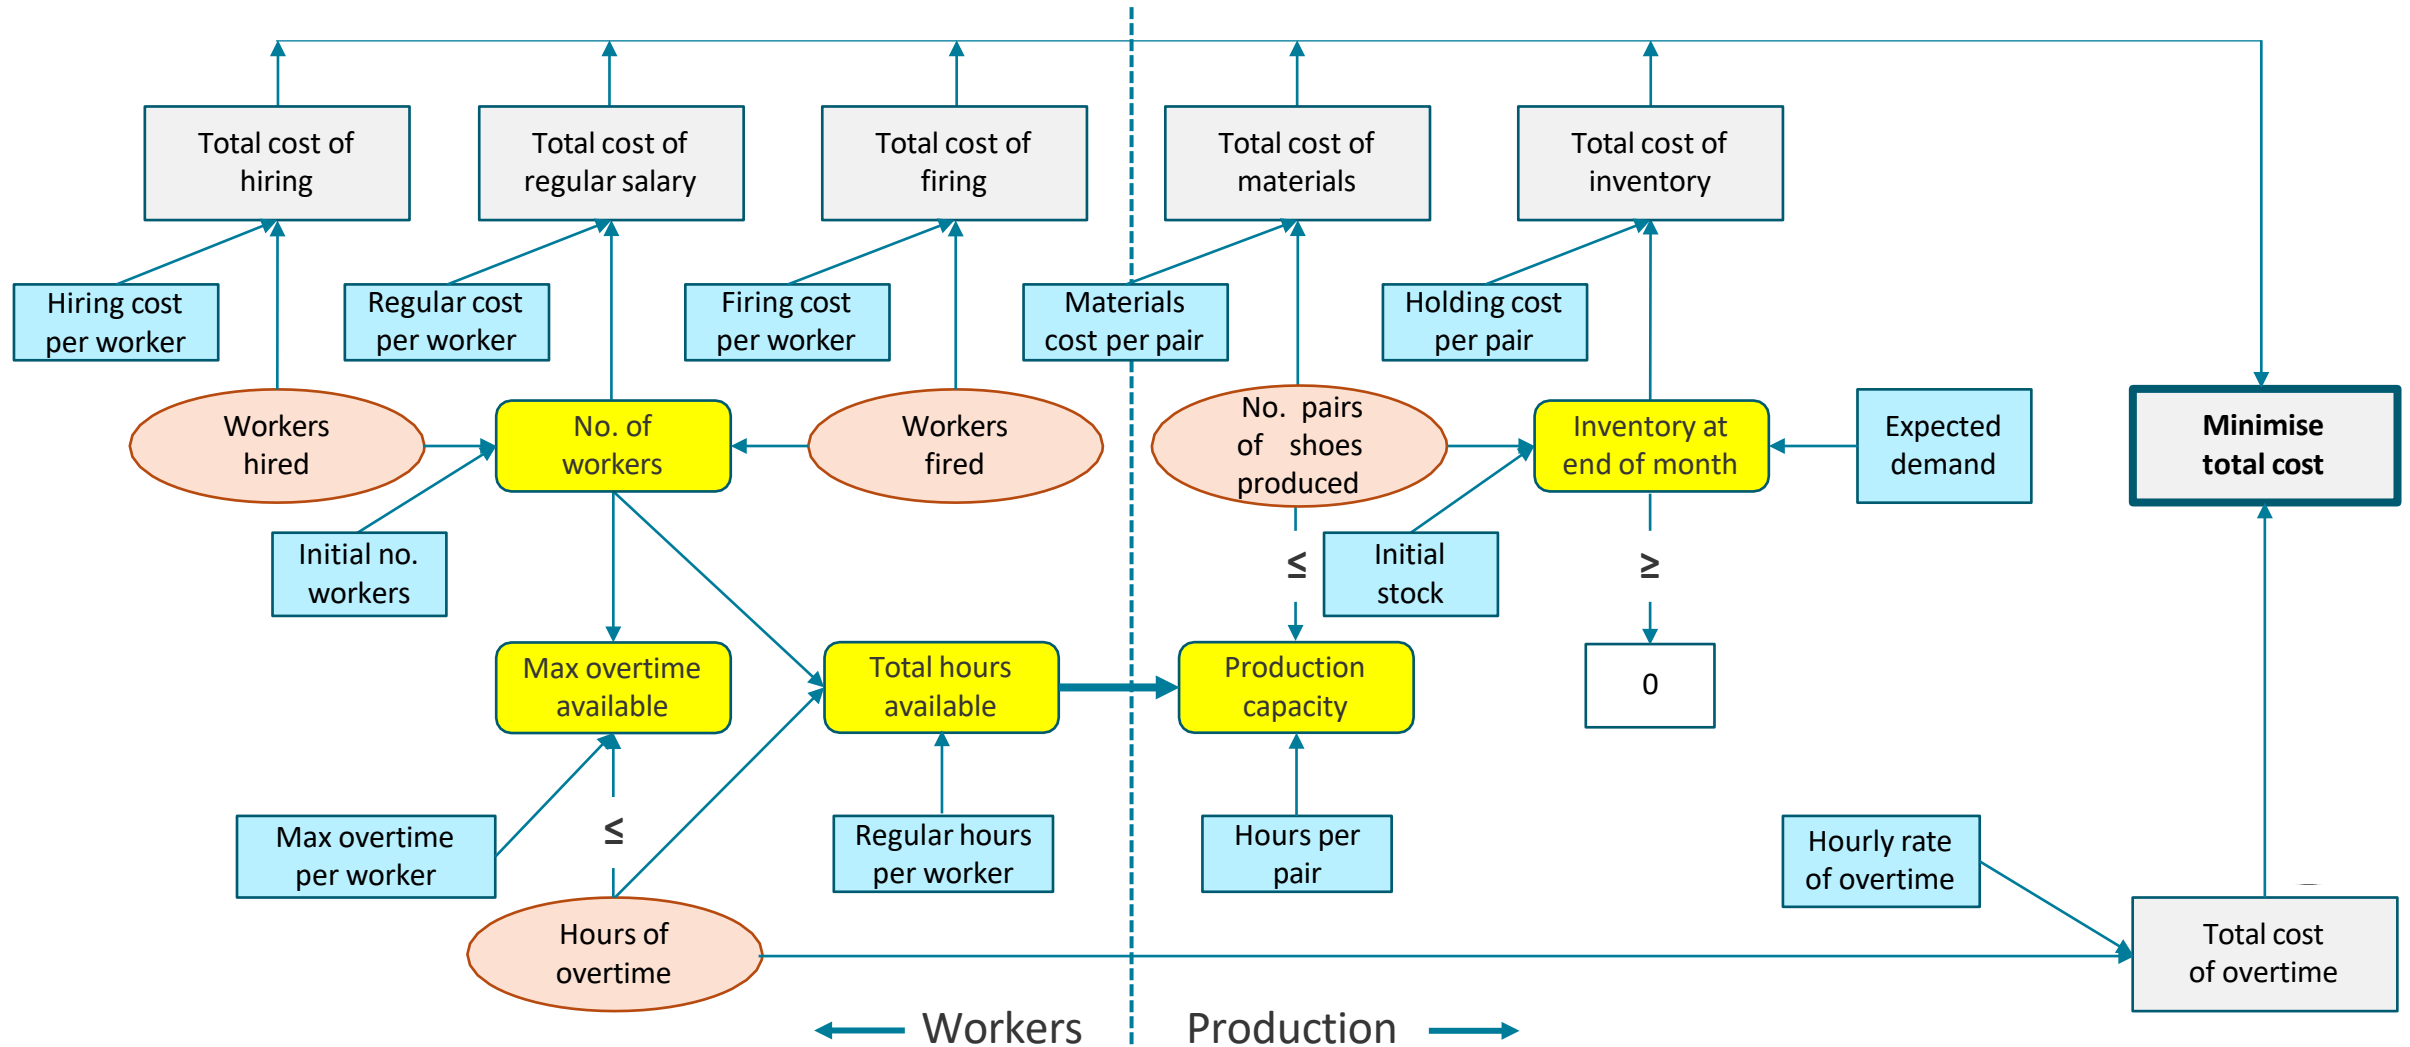 Total cost of
hiring
Total cost of
regular salary
Total cost of
firing
Total cost of
materials
Total cost of
inventory
Hiring cost
per worker
Regular cost
per worker
Firing cost
per worker
Materials
cost per pair
Holding cost
per pair
Workers
hired
No. of
workers
Workers
fired
No. pairs
of shoes
produced
Inventory at
end of month
Expected
demand
Minimise
total cost
Initial no.
workers
≤
Initial
stock
≥
Max overtime
available
Total hours
available
Production
capacity
0
Max overtime
per worker
≤
Regular hours
per worker
Hours per
pair
Hourly rate
of overtime
Hours of
overtime
Total cost
of overtime
Workers
Production